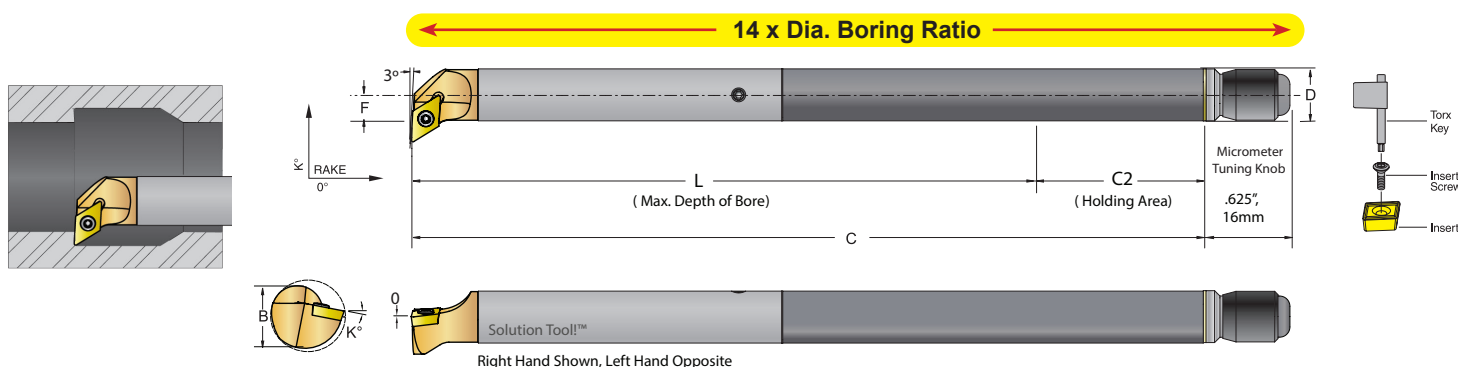 14 x Dia. Boring Ratio
3º
F
D
K°
RAKE
0°
L
(Max. Depth of Bore)
C2
(Holding Area)
Micrometer
Tuning Knob
.625”,
16mm
C
Torx
Key
Insert
Screw
Insert
B
K°
0
Solution Tool!™
Right Hand Shown, Left Hand Opposite